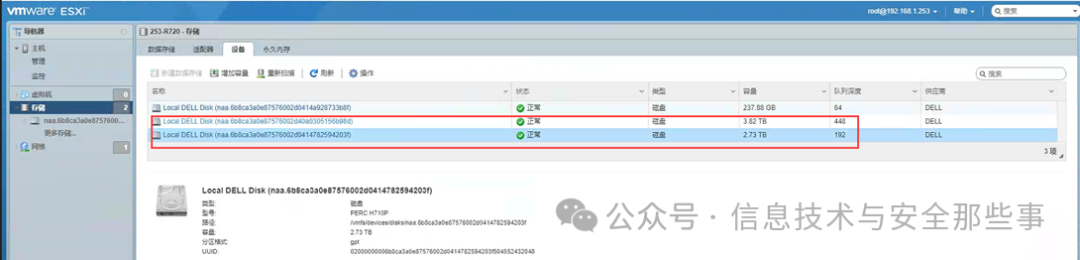 vmware ESXi
root@192.168.1.253
帮助
搜索
导航器
253-R720 - 存储
主机
管理
监控
虚拟机 0
存储 2
naa.6b8ca3a0e8757600...
更多存储...
网络 1
数据存储 适配器 设备 永久内存
新建数据存储 增加容量 重新扫描 刷新 操作
搜索
名称 状态 类型 容量 队列深度 供应商
Local DELL Disk (naa.6b8ca3a0e87576002d0414a928733b8f) 正常 磁盘 237.88 GB 64 DELL
Local DELL Disk (naa.6b8ca3a0e87576002d40a9305156b98d) 正常 磁盘 3.82 TB 448 DELL
Local DELL Disk (naa.6b8ca3a0e87576002d0414782594203f) 正常 磁盘 2.73 TB 192 DELL
3 项
Local DELL Disk (naa.6b8ca3a0e87576002d0414782594203f)
类型: 磁盘
型号: PERC H710P
路径: /vmfs/devices/disks/naa.6b8ca3a0e87576002d0414782594203f
容量: 2.73 TB
分区格式: gpt
UUID: 02000000006b8ca3a0e87576002d0414782594203f504552432048
公众号 · 信息技术与安全那些事